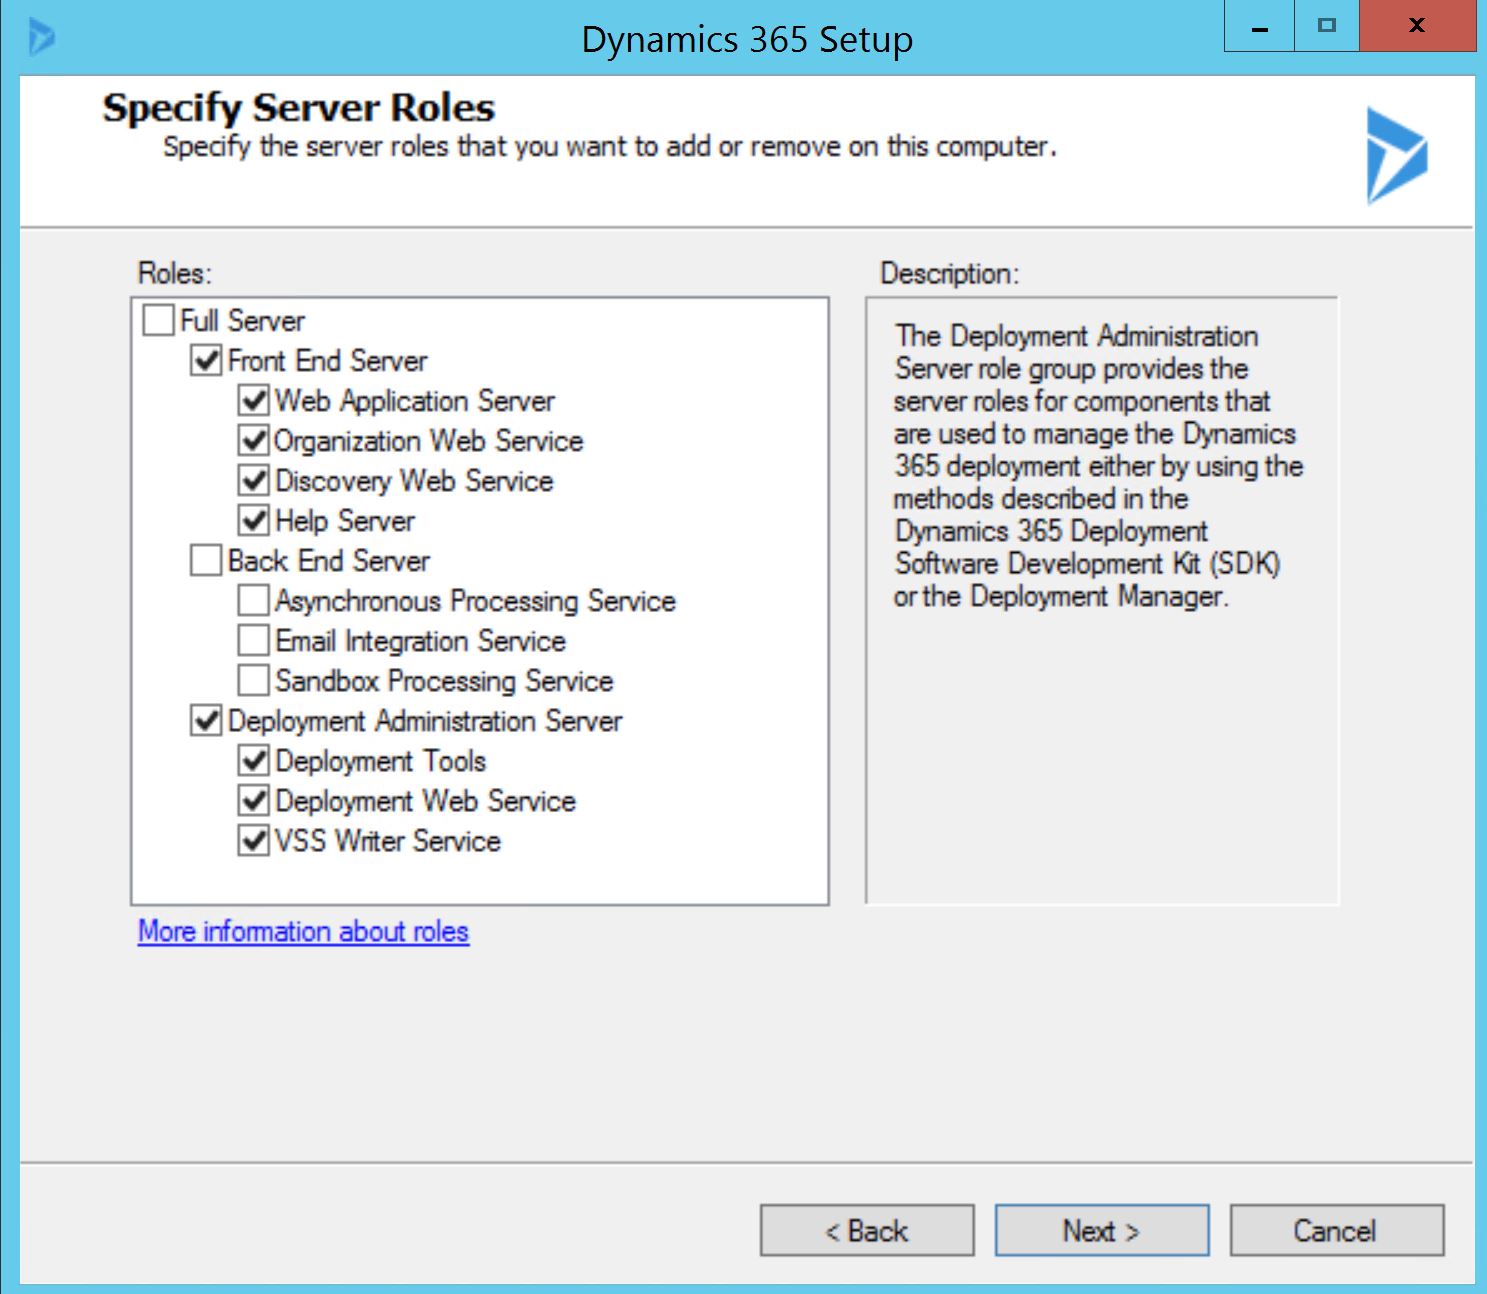 Dynamics 365 Setup
x
Specify Server Roles
Specify the server roles that you want to add or remove on this computer.
Roles:
Full Server
Front End Server
Web Application Server
Organization Web Service
Discovery Web Service
Help Server
Back End Server
Asynchronous Processing Service
Email Integration Service
Sandbox Processing Service
Deployment Administration Server
Deployment Tools
Deployment Web Service
VSS Writer Service
More information about roles
Description:
The Deployment Administration
Server role group provides the
server roles for components that
are used to manage the Dynamics
365 deployment either by using the
methods described in the
Dynamics 365 Deployment
Software Development Kit (SDK)
or the Deployment Manager.
< Back
Next >
Cancel